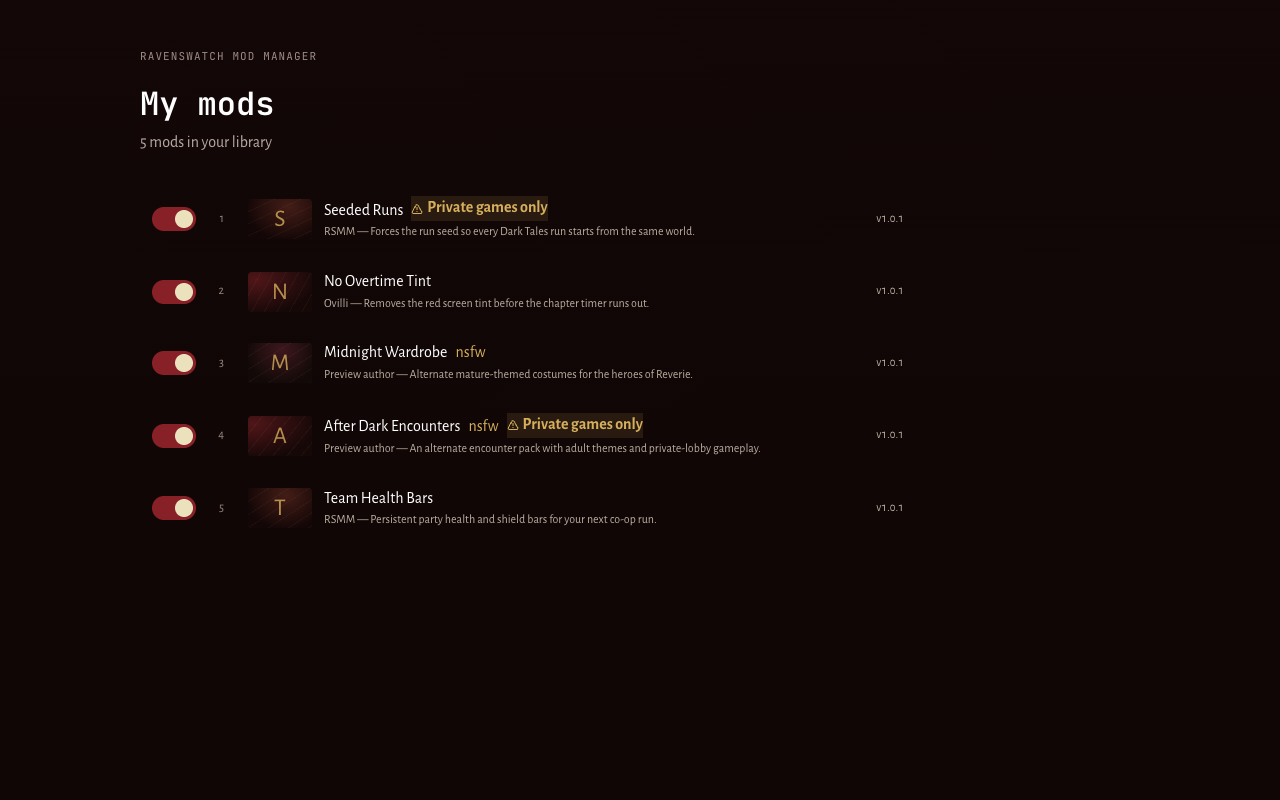 RAVENSWATCH MOD MANAGER
My mods
5 mods in your library
1 S Seeded Runs ⚠ Private games only v1.0.1
RSMM — Forces the run seed so every Dark Tales run starts from the same world.
2 N No Overtime Tint v1.0.1
Ovilli — Removes the red screen tint before the chapter timer runs out.
3 M Midnight Wardrobe nsfw v1.0.1
Preview author — Alternate mature-themed costumes for the heroes of Reverie.
4 A After Dark Encounters nsfw ⚠ Private games only v1.0.1
Preview author — An alternate encounter pack with adult themes and private-lobby gameplay.
5 T Team Health Bars v1.0.1
RSMM — Persistent party health and shield bars for your next co-op run.